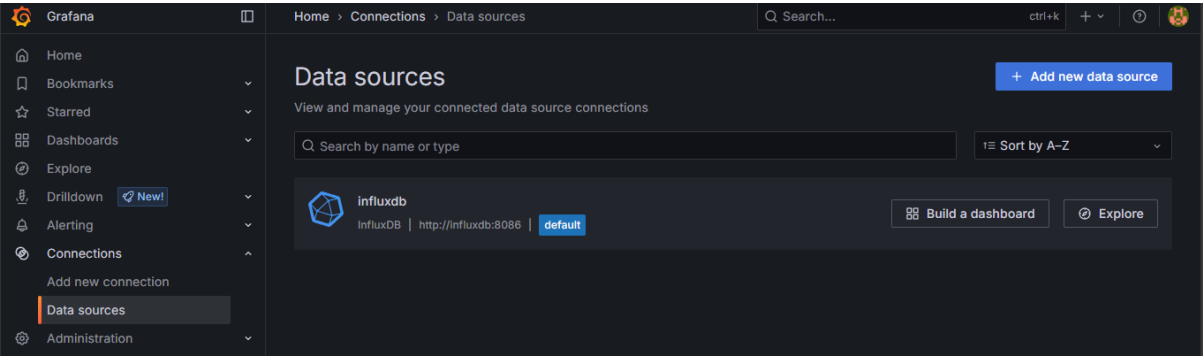 Grafana
Home › Connections › Data sources
Search...
ctrl+k
Home
Bookmarks
Starred
Dashboards
Explore
Drilldown New!
Alerting
Connections
Add new connection
Data sources
Administration
Data sources
+ Add new data source
View and manage your connected data source connections
Search by name or type
Sort by A–Z
influxdb
InfluxDB | http://influxdb:8086 | default
Build a dashboard
Explore